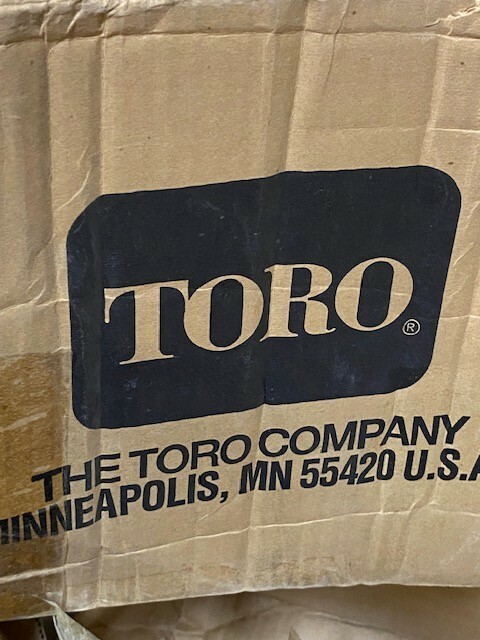 TORO®
THE TORO COMPANY
MINNEAPOLIS, MN 55420 U.S.A